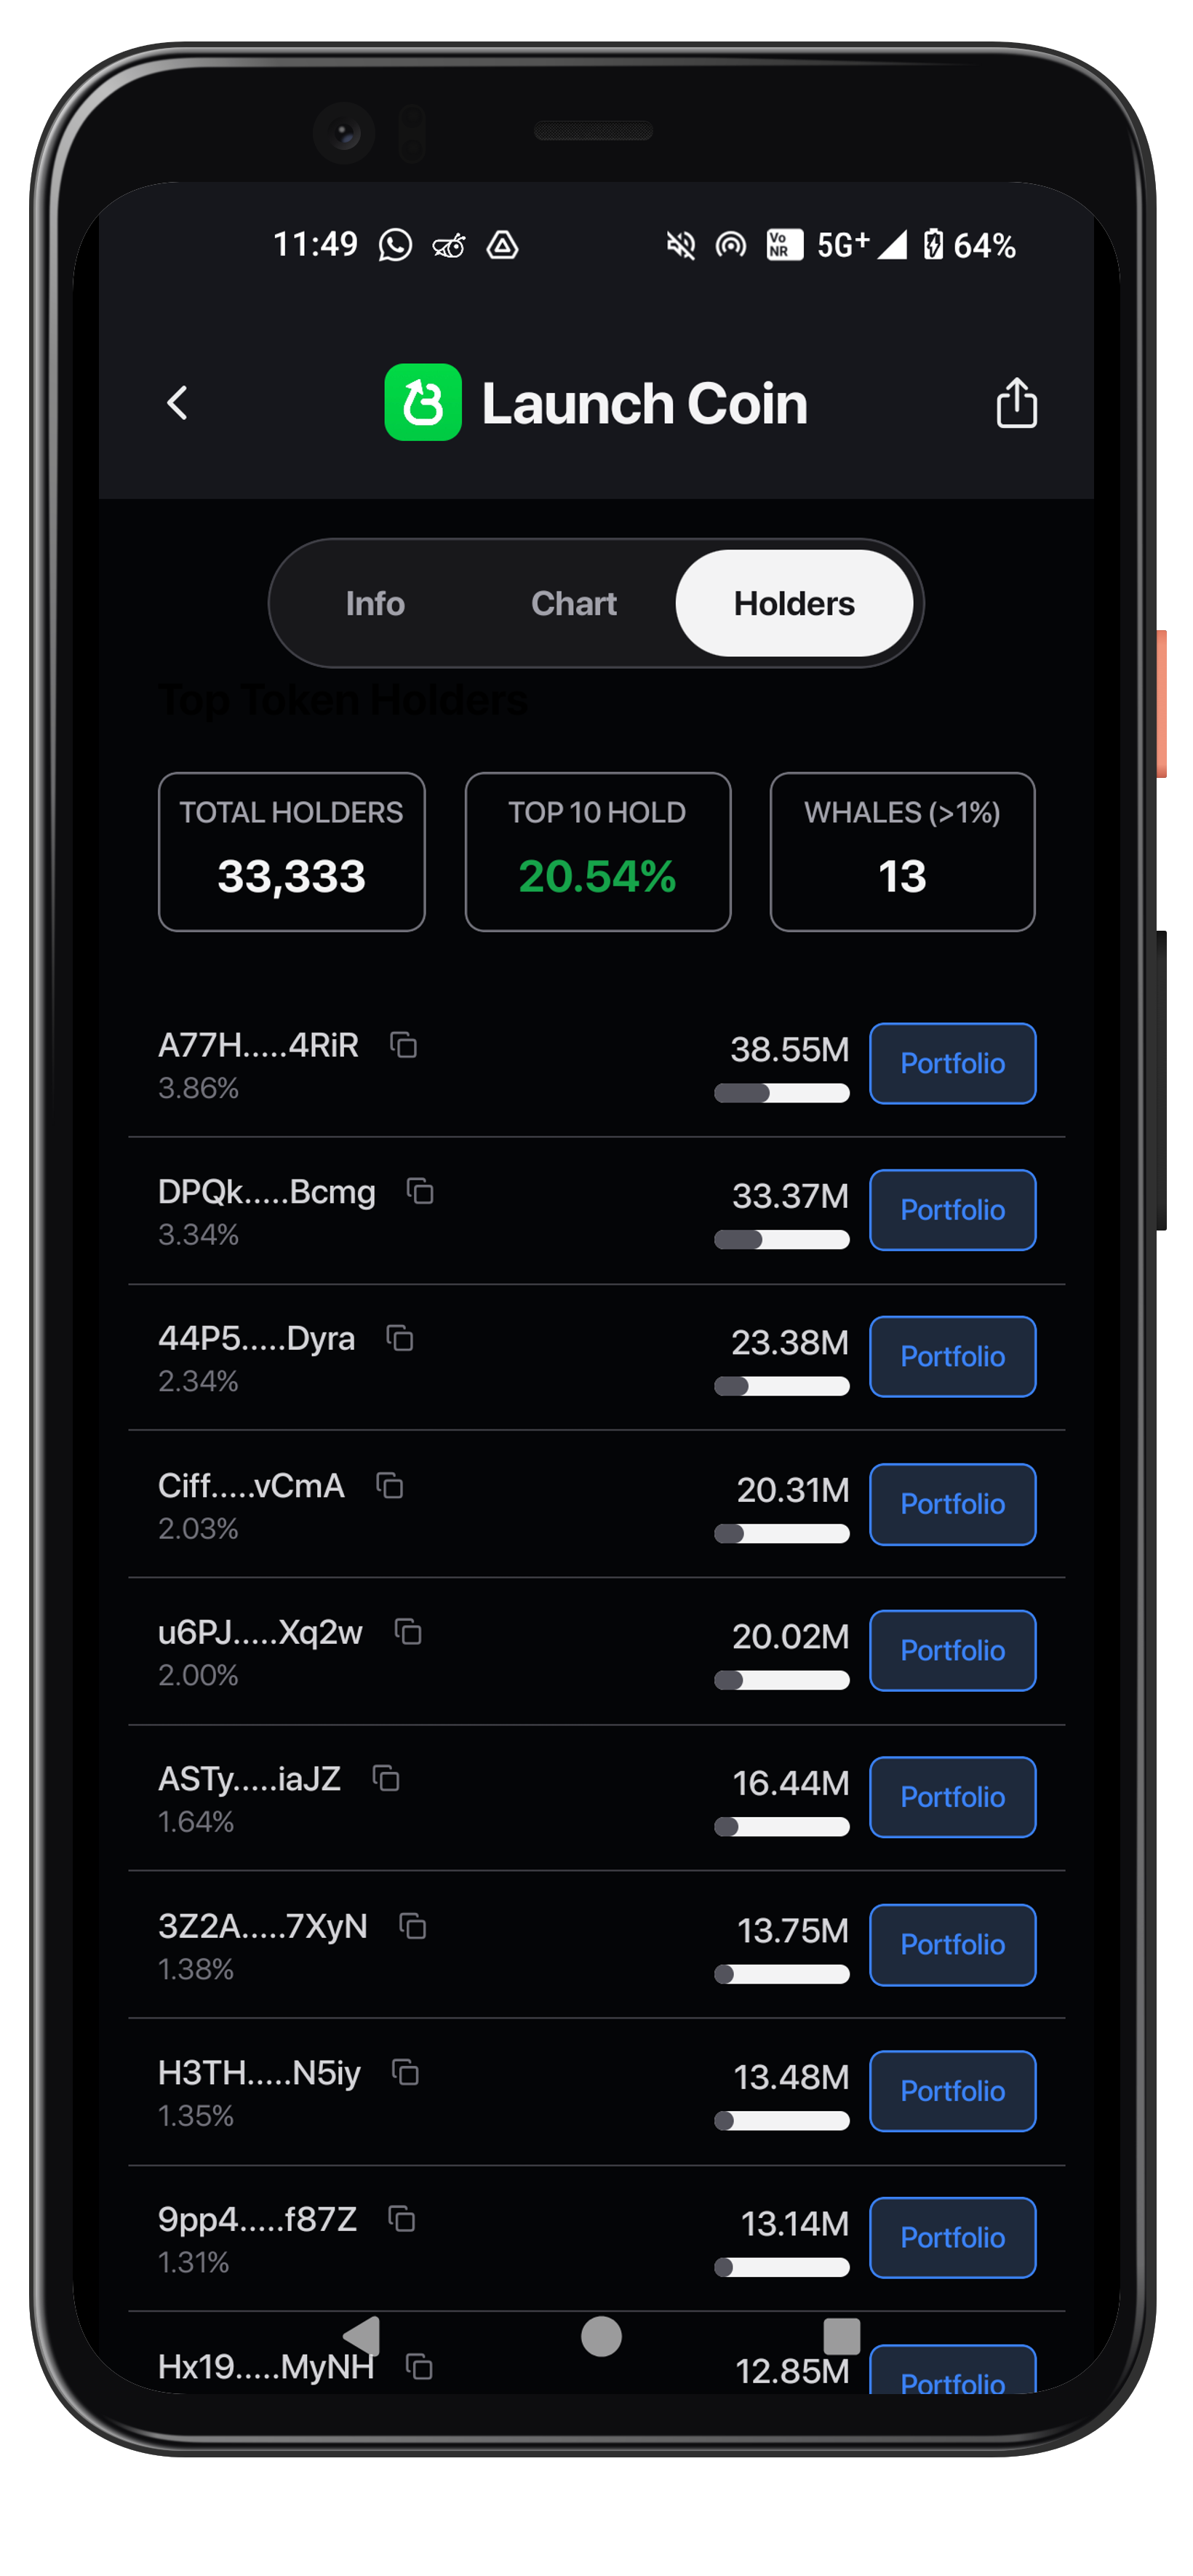 11:49 Vo NR 5G+ 64%
Launch Coin
Info Chart Holders
Top Token Holders
TOTAL HOLDERS TOP 10 HOLD WHALES (>1%)
33,333 20.54% 13
A77H.....4RiR 38.55M Portfolio
3.86%
DPQk.....Bcmg 33.37M Portfolio
3.34%
44P5.....Dyra 23.38M Portfolio
2.34%
Ciff.....vCmA 20.31M Portfolio
2.03%
u6PJ.....Xq2w 20.02M Portfolio
2.00%
ASTy.....iaJZ 16.44M Portfolio
1.64%
3Z2A.....7XyN 13.75M Portfolio
1.38%
H3TH.....N5iy 13.48M Portfolio
1.35%
9pp4.....f87Z 13.14M Portfolio
1.31%
Hx19.....MyNH 12.85M Portfolio